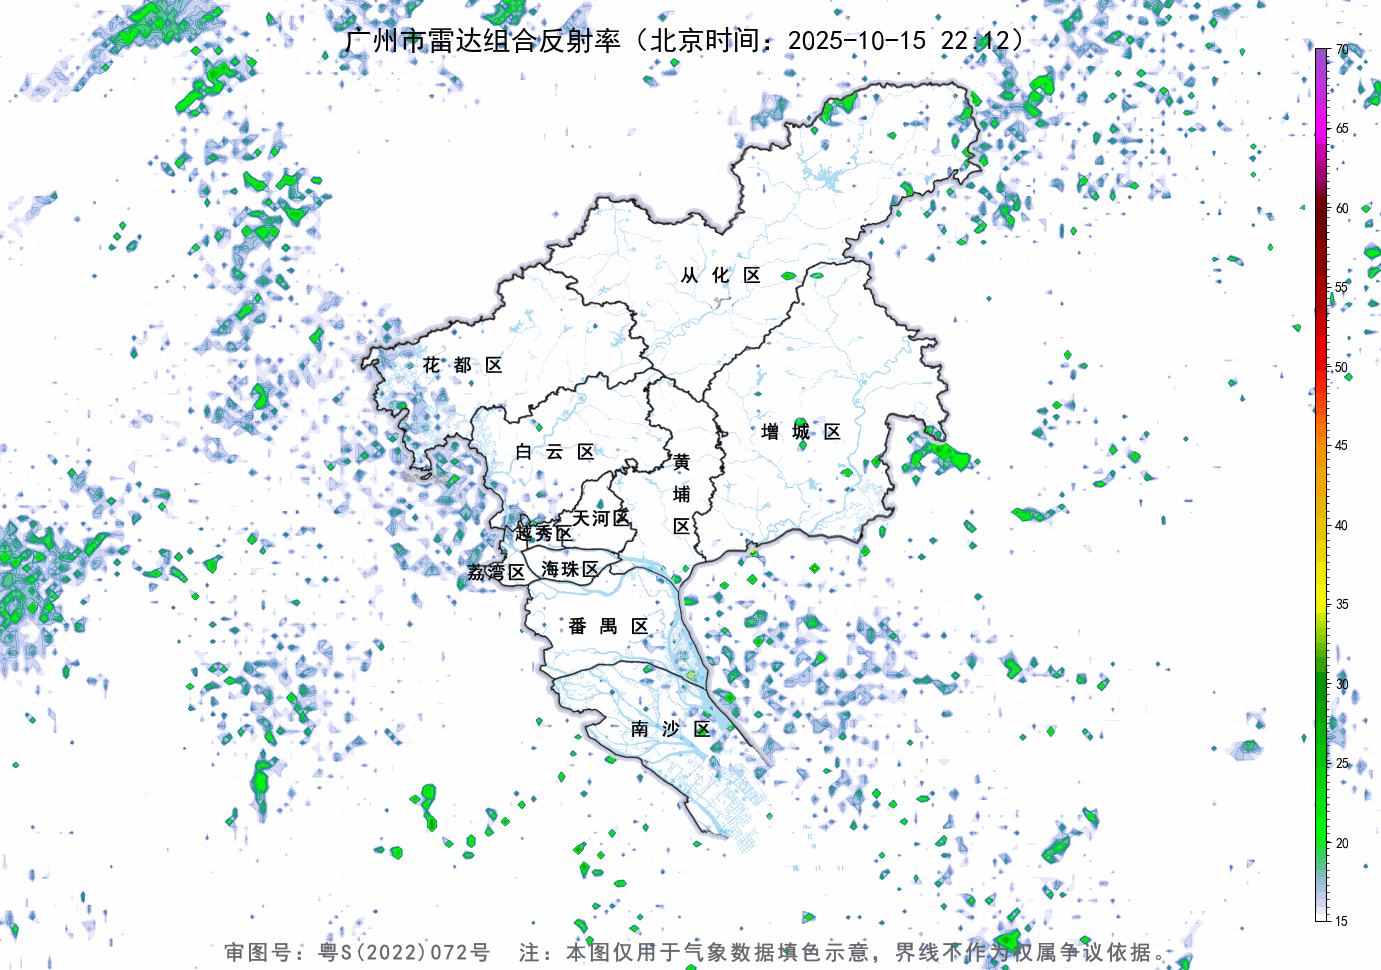 广州市雷达组合反射率（北京时间：2025-10-15 22:12）
70
65
60
55
50
45
40
35
30
25
20
15
从化区
花都区
增城区
白云区
黄埔区
天河区
越秀区
海珠区
荔湾区
番禺区
南沙区
审图号：粤S(2022)072号 注：本图仅用于气象数据填色示意，界线不作为权属争议依据。